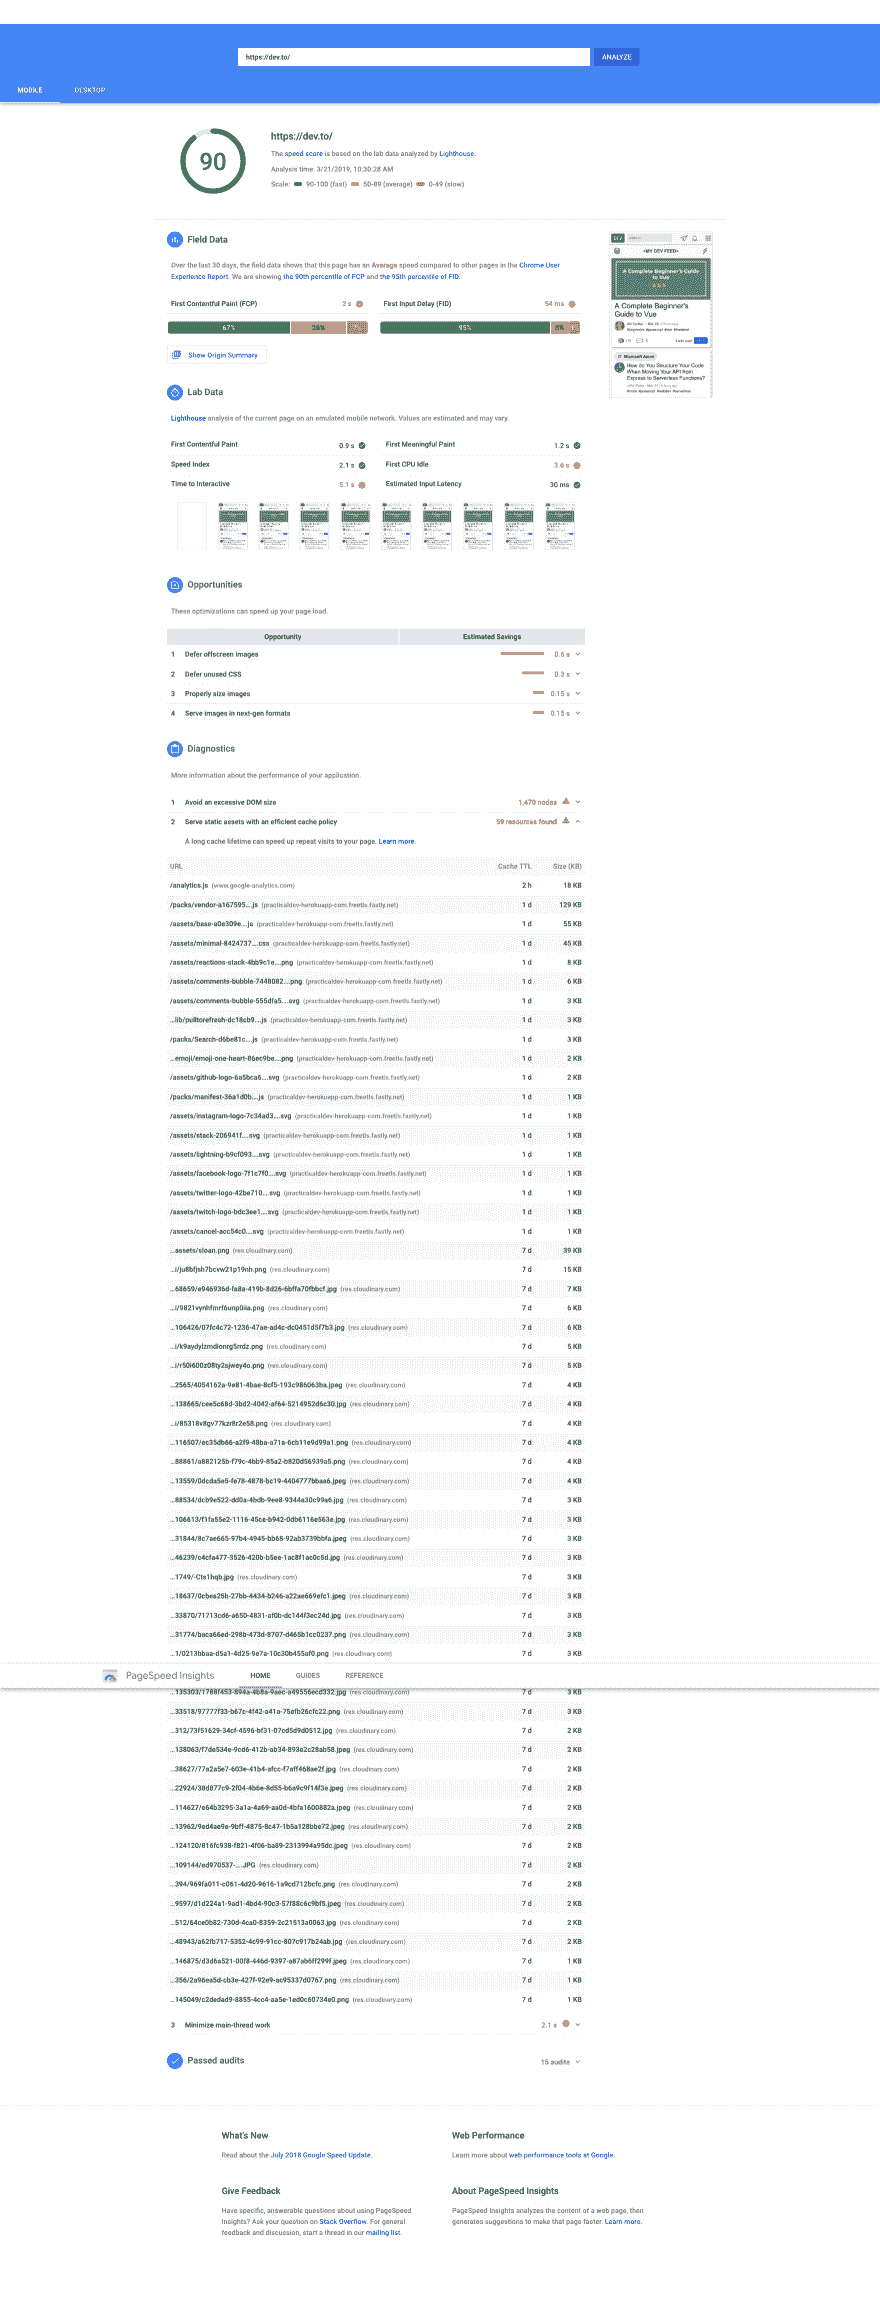 https://dev.to/
ANALYZE
MOBILE DESKTOP
90
https://dev.to/
The speed score is based on the lab data analyzed by Lighthouse.
Analysis time: 3/21/2019, 10:30:28 AM
Scale: 90-100 (fast) 50-89 (average) 0-49 (slow)
Field Data
Over the last 30 days, the field data shows that this page has an Average speed compared to other pages in the Chrome User
Experience Report. We are showing the 90th percentile of FCP and the 95th percentile of FID.
First Contentful Paint (FCP) 2 s
First Input Delay (FID) 54 ms
67% 26%
95% 5%
Show Origin Summary
DEV
<MY DEV FEED>
A Complete Beginner's Guide
to Vue
A Complete Beginner's
Guide to Vue
Microsoft Azure
How do you Structure Your Code
When Moving Your API from
Express to Serverless Functions?
Lab Data
Lighthouse analysis of the current page on an emulated mobile network. Values are estimated and may vary.
First Contentful Paint 0.9 s
First Meaningful Paint 1.2 s
Speed Index 2.1 s
First CPU Idle 3.6 s
Time to Interactive 5.1 s
Estimated Input Latency 30 ms
Opportunities
These optimizations can speed up your page load.
Opportunity Estimated Savings
1 Defer offscreen images 0.6 s
2 Defer unused CSS 0.3 s
3 Properly size images 0.15 s
4 Serve images in next-gen formats 0.15 s
Diagnostics
More information about the performance of your application.
1 Avoid an excessive DOM size 1,470 nodes
2 Serve static assets with an efficient cache policy 59 resources found
A long cache lifetime can speed up repeat visits to your page. Learn more.
URL Cache TTL Size (KB)
/analytics.js (www.google-analytics.com) 2 h 18 KB
/packs/vendor-a167595….js (practicaldev-herokuapp-com.freetls.fastly.net) 1 d 129 KB
/assets/base-a0e309e….js (practicaldev-herokuapp-com.freetls.fastly.net) 1 d 55 KB
/assets/minimal-8424737….css (practicaldev-herokuapp-com.freetls.fastly.net) 1 d 45 KB
/assets/reactions-stack-4bb9c1e….png (practicaldev-herokuapp-com.freetls.fastly.net) 1 d 8 KB
/assets/comments-bubble-7448082….png (practicaldev-herokuapp-com.freetls.fastly.net) 1 d 6 KB
/assets/comments-bubble-555dfa5….svg (practicaldev-herokuapp-com.freetls.fastly.net) 1 d 3 KB
…lib/pulltorefresh-dc18cb9….js (practicaldev-herokuapp-com.freetls.fastly.net) 1 d 3 KB
/packs/Search-d6be81c….js (practicaldev-herokuapp-com.freetls.fastly.net) 1 d 3 KB
…emoji/emoji-one-heart-86ec9be….png (practicaldev-herokuapp-com.freetls.fastly.net) 1 d 2 KB
/assets/github-logo-6a5bca6….svg (practicaldev-herokuapp-com.freetls.fastly.net) 1 d 2 KB
/packs/manifest-36a1d0b….js (practicaldev-herokuapp-com.freetls.fastly.net) 1 d 1 KB
/assets/instagram-logo-7c34ad3….svg (practicaldev-herokuapp-com.freetls.fastly.net) 1 d 1 KB
/assets/stack-206941f….svg (practicaldev-herokuapp-com.freetls.fastly.net) 1 d 1 KB
/assets/lightning-b9cf093….svg (practicaldev-herokuapp-com.freetls.fastly.net) 1 d 1 KB
/assets/facebook-logo-7f1c7f0….svg (practicaldev-herokuapp-com.freetls.fastly.net) 1 d 1 KB
/assets/twitter-logo-42be710….svg (practicaldev-herokuapp-com.freetls.fastly.net) 1 d 1 KB
/assets/twitch-logo-bdc3ee1….svg (practicaldev-herokuapp-com.freetls.fastly.net) 1 d 1 KB
/assets/cancel-acc54c0….svg (practicaldev-herokuapp-com.freetls.fastly.net) 1 d 1 KB
…assets/sloan.png (res.cloudinary.com) 7 d 39 KB
…i/ju8bfjsh7bcvw21p19nh.png (res.cloudinary.com) 7 d 15 KB
…68659/e946936d-fa8a-419b-8d26-6bffa70fbbcf.jpg (res.cloudinary.com) 7 d 7 KB
…i/9821vynhfmrf6unp0iia.png (res.cloudinary.com) 7 d 6 KB
…106426/07fc4c72-1236-47ae-ad4c-dc0451d5f7b3.jpg (res.cloudinary.com) 7 d 6 KB
…i/k9aydylzmdionrg5rrdz.png (res.cloudinary.com) 7 d 5 KB
…i/r50i600z08ty2sjwey4o.png (res.cloudinary.com) 7 d 5 KB
…2565/4054162a-9e81-4bae-8cf5-193c986063ba.jpeg (res.cloudinary.com) 7 d 4 KB
…138665/cee5c68d-3bd2-4042-af64-5214952d6c30.jpg (res.cloudinary.com) 7 d 4 KB
…i/85318v8gv77kzr8r2e58.png (res.cloudinary.com) 7 d 4 KB
…116507/ec35db66-a2f9-48ba-a71a-6cb11e9d99a1.png (res.cloudinary.com) 7 d 4 KB
…88861/a882125b-f79c-4bb9-85a2-b820d56939a5.png (res.cloudinary.com) 7 d 4 KB
…13559/0dcda5e5-fe78-4878-bc19-4404777bbaa6.jpeg (res.cloudinary.com) 7 d 4 KB
…88534/dcb9e522-dd0a-4bdb-9ee8-9344a30c99a6.jpg (res.cloudinary.com) 7 d 3 KB
…106613/f1fa55e2-1116-45ce-b942-0db6116e563e.jpg (res.cloudinary.com) 7 d 3 KB
…31844/8c7ae665-97b4-4945-bb68-92ab3739bbfa.jpeg (res.cloudinary.com) 7 d 3 KB
…46239/c4cfa477-3526-420b-b5ee-1ac8f1ac0c5d.jpg (res.cloudinary.com) 7 d 3 KB
…1749/-Cts1hqb.jpg (res.cloudinary.com) 7 d 3 KB
…18637/0cbea25b-27bb-4434-b246-a22ae669efc1.jpeg (res.cloudinary.com) 7 d 3 KB
…33870/71713cd6-a650-4831-af0b-dc144f3ec24d.jpg (res.cloudinary.com) 7 d 3 KB
…31774/baca66ed-298b-473d-8707-d465b1cc0237.png (res.cloudinary.com) 7 d 3 KB
…1/0213bbaa-d5a1-4d25-9e7a-10c30b455af0.png (res.cloudinary.com) 7 d 3 KB
PageSpeed Insights HOME GUIDES REFERENCE
…135303/1788f453-894a-4b8a-9aec-a49556ecd332.jpg (res.cloudinary.com) 7 d 3 KB
…33518/97777f33-b67c-4f42-a41a-75efb26cfc22.png (res.cloudinary.com) 7 d 3 KB
…312/73f51629-34cf-4596-bf31-07cd5d9d0512.jpg (res.cloudinary.com) 7 d 2 KB
…138063/f7de534e-9cd6-412b-ab34-893e2c28ab58.jpeg (res.cloudinary.com) 7 d 2 KB
…38627/77a2a5e7-603e-41b4-afcc-f7aff468ae2f.jpg (res.cloudinary.com) 7 d 2 KB
…22924/38d877c9-2f04-4b6e-8d55-b6a9c9f14f3e.jpeg (res.cloudinary.com) 7 d 2 KB
…114627/e64b3295-3a1a-4a69-aa0d-4bfa1600882a.jpeg (res.cloudinary.com) 7 d 2 KB
…13962/9ed4ae9e-9bff-4875-8c47-1b5a128bbe72.jpeg (res.cloudinary.com) 7 d 2 KB
…124120/816fc938-f821-4f06-ba89-2313994a95dc.jpeg (res.cloudinary.com) 7 d 2 KB
…109144/ed970537-….JPG (res.cloudinary.com) 7 d 2 KB
…394/969fa011-c061-4d20-9616-1a9cd712bcfc.png (res.cloudinary.com) 7 d 2 KB
…9597/d1d224a1-9ad1-4bd4-90c3-57f88c6c9bf5.jpeg (res.cloudinary.com) 7 d 2 KB
…512/64ce0b82-730d-4ca0-8359-2c21513a0063.jpg (res.cloudinary.com) 7 d 2 KB
…48943/a62fb717-5352-4c99-91cc-807c917b24ab.jpg (res.cloudinary.com) 7 d 2 KB
…146875/d3d6a521-00f8-446d-9397-a87ab6ff299f.jpeg (res.cloudinary.com) 7 d 1 KB
…356/2a96ea5d-cb3e-427f-92e9-ac95337d0767.png (res.cloudinary.com) 7 d 1 KB
…145049/c2dedad9-8855-4cc4-aa5e-1ed0c60734e0.png (res.cloudinary.com) 7 d 1 KB
3 Minimize main-thread work 2.1 s
Passed audits 15 audits
What's New
Read about the July 2018 Google Speed Update.
Web Performance
Learn more about web performance tools at Google.
Give Feedback
Have specific, answerable questions about using PageSpeed
Insights? Ask your question on Stack Overflow. For general
feedback and discussion, start a thread in our mailing list.
About PageSpeed Insights
PageSpeed Insights analyzes the content of a web page, then
generates suggestions to make that page faster. Learn more.